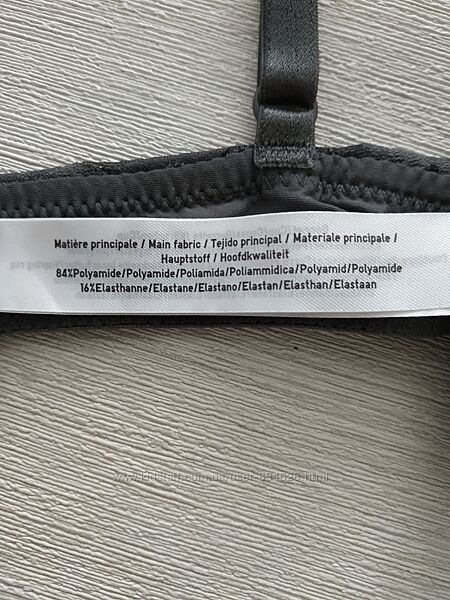 Matière principale / Main fabric / Tejido principal / Materiale principale /
Hauptstoff / Hoofdkwaliteit
84%Polyamide/Polyamide/Poliamida/Poliammidica/Polyamid/Polyamide
16%Elasthanne/Elastane/Elastano/Elastan/Elasthan/Elastaan